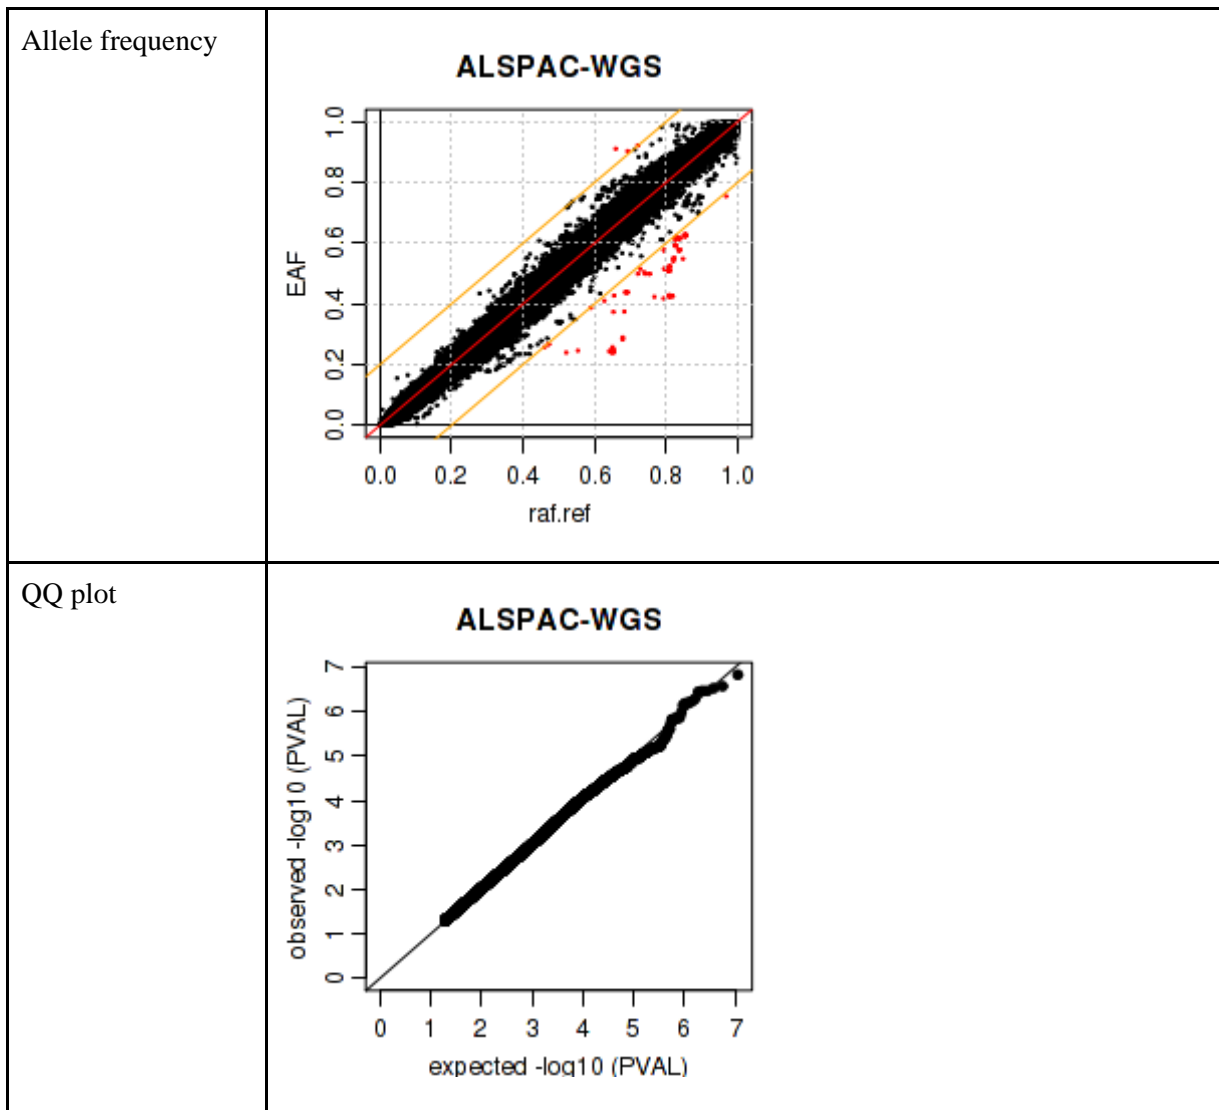 Allele frequency
ALSPAC-WGS
EAF
1.0
0.8
0.6
0.4
0.2
0.0
0.0 0.2 0.4 0.6 0.8 1.0
raf.ref
QQ plot
ALSPAC-WGS
observed -log10 (PVAL)
7
6
5
4
3
2
1
0
0 1 2 3 4 5 6 7
expected -log10 (PVAL)